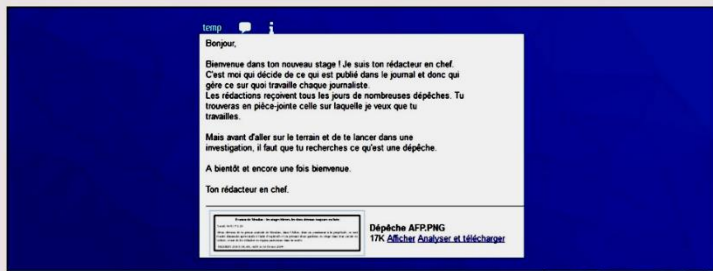 temp
Bonjour,
Bienvenue dans ton nouveau stage ! Je suis ton rédacteur en chef.
C'est moi qui décide de ce qui est publié dans le journal et donc qui
gère ce sur quoi travaille chaque journaliste.
Les rédactions reçoivent tous les jours de nombreuses dépêches. Tu
trouveras en pièce-jointe celle sur laquelle je veux que tu
travailles.
Mais avant d'aller sur le terrain et de te lancer dans une
investigation, il faut que tu recherches ce qu'est une dépêche.
A bientôt et encore une fois bienvenue.
Ton rédacteur en chef.
Dépêche AFP.PNG
17K Afficher Analyser et télécharger